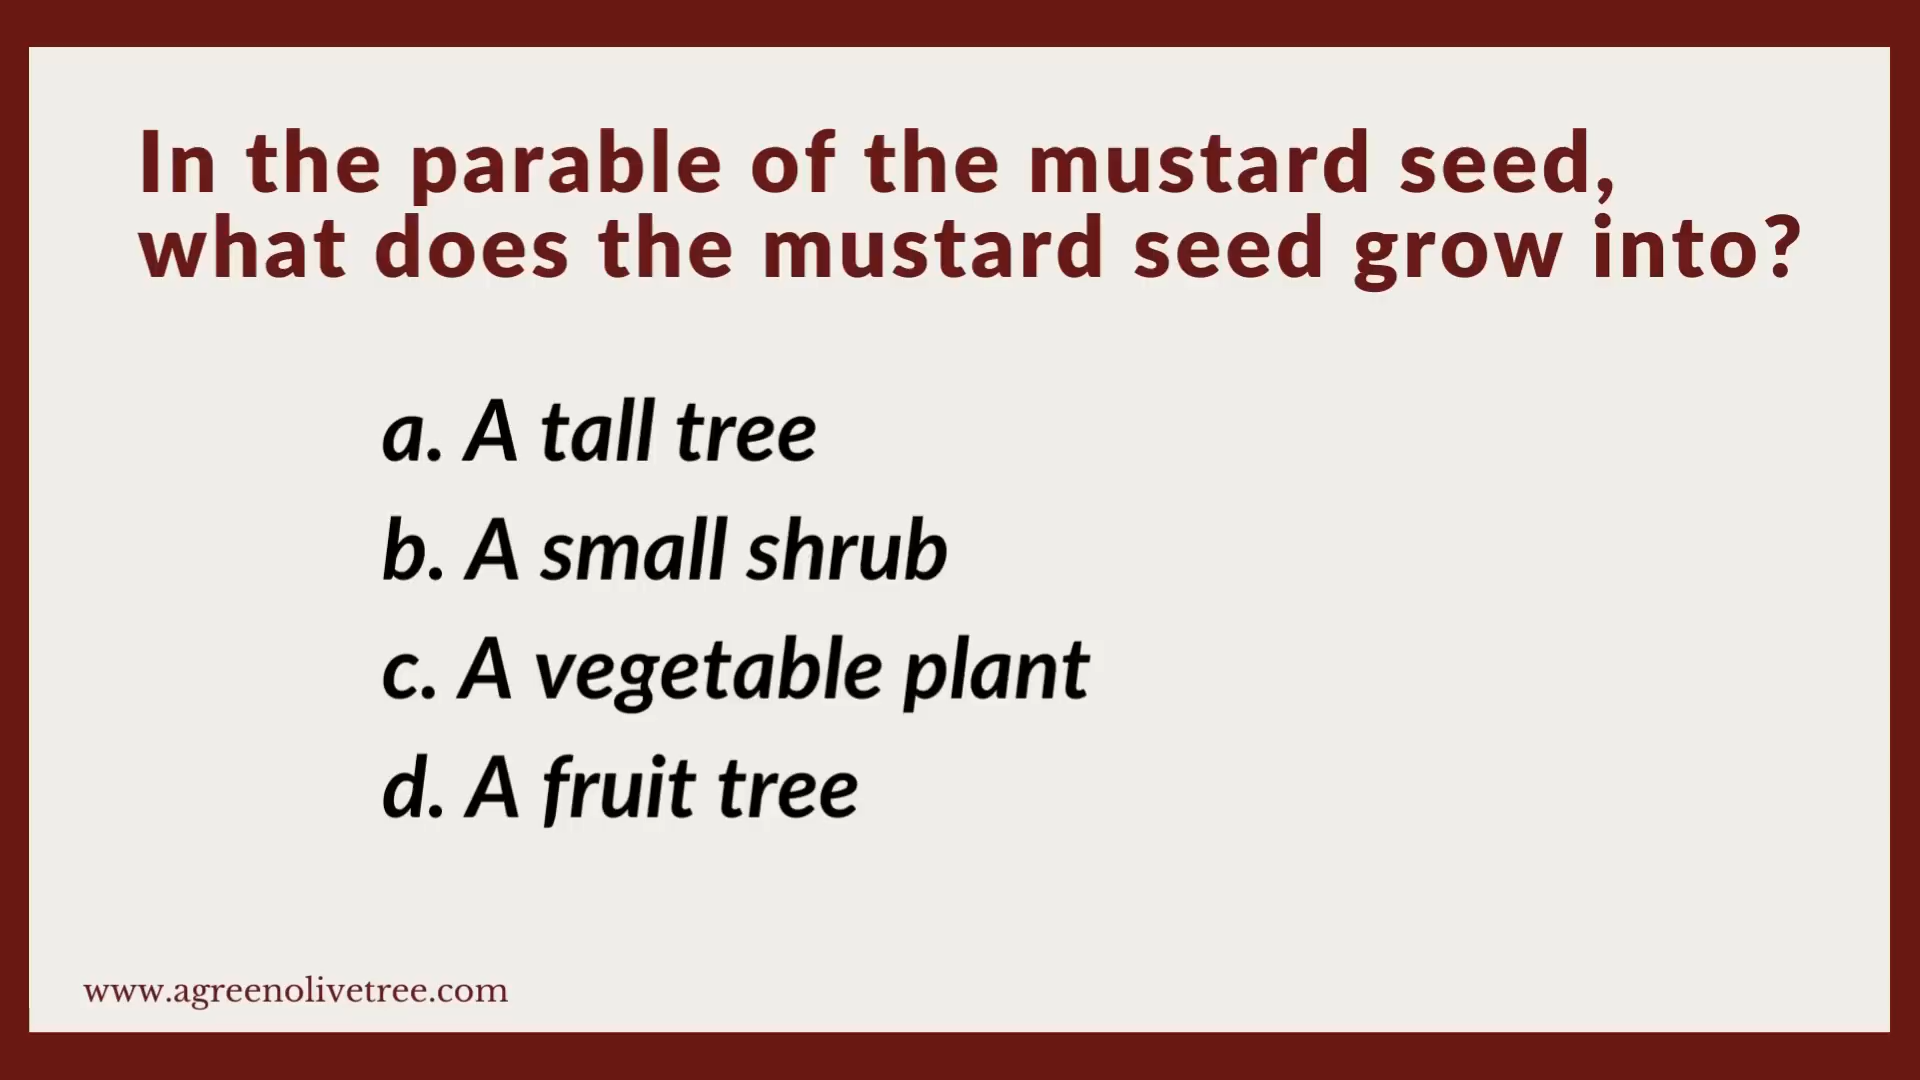 In the parable of the mustard seed,
what does the mustard seed grow into?
a. A tall tree
b. A small shrub
c. A vegetable plant
d. A fruit tree
www.agreenolivetree.com